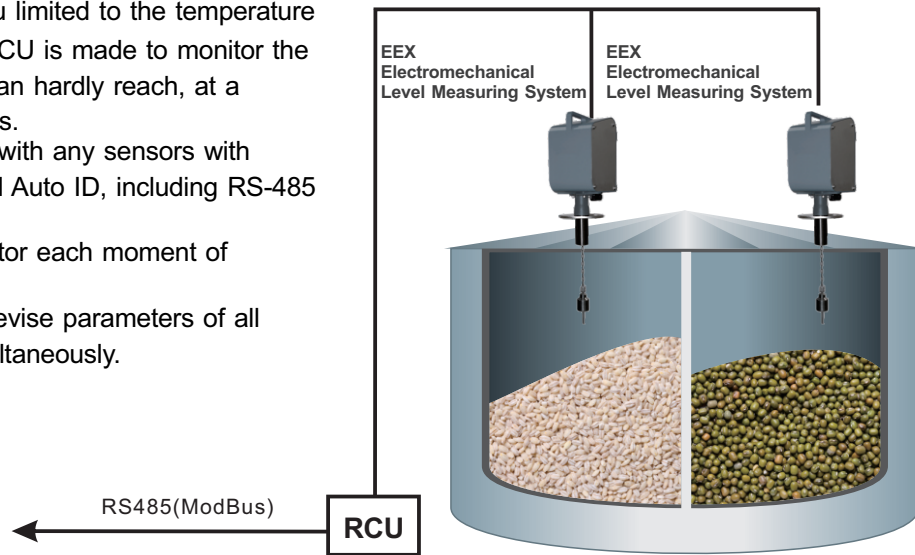 limited to the temperature
CU is made to monitor the
an hardly reach, at a
s.
with any sensors with
Auto ID, including RS-485
tor each moment of
evise parameters of all
ultaneously.
EEX
Electromechanical
Level Measuring System
EEX
Electromechanical
Level Measuring System
RS485(ModBus)
RCU